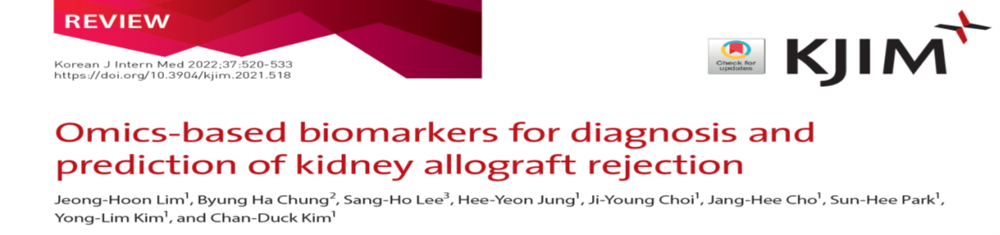 REVIEW
Korean J Intern Med 2022;37:520-533
https://doi.org/10.3904/kjim.2021.518
Check for
updates
KJIM
Omics-based biomarkers for diagnosis and
prediction of kidney allograft rejection
Jeong-Hoon Lim¹, Byung Ha Chung², Sang-Ho Lee³, Hee-Yeon Jung¹, Ji-Young Choi¹, Jang-Hee Cho¹, Sun-Hee Park¹,
Yong-Lim Kim¹, and Chan-Duck Kim¹